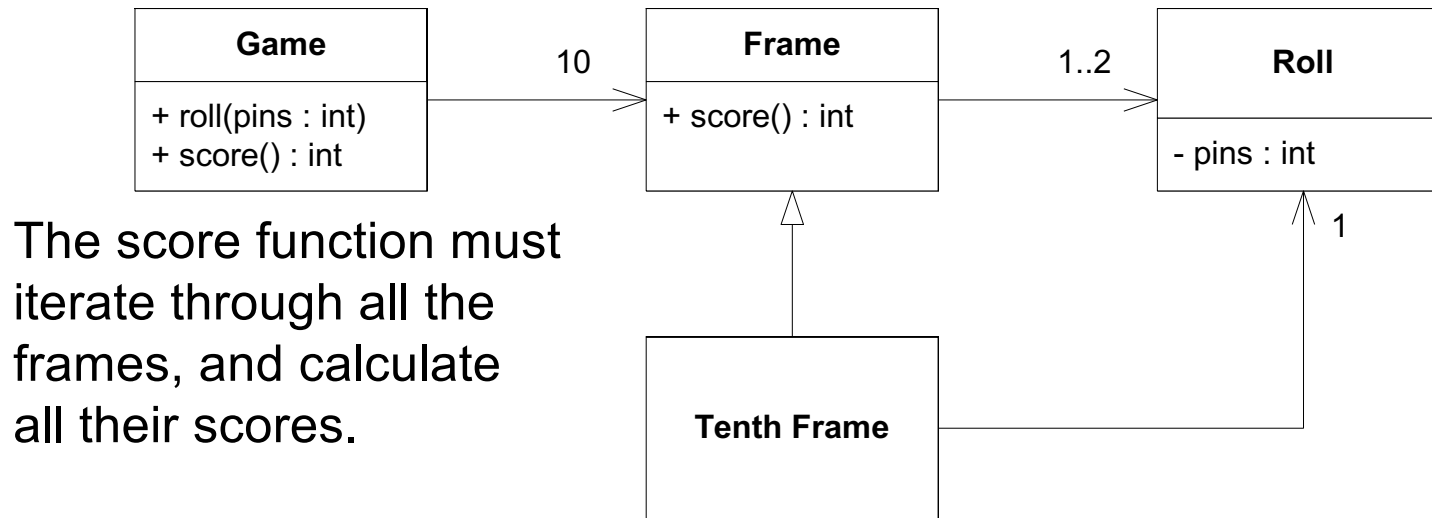 Game
+ roll(pins : int)
+ score() : int
10
Frame
+ score() : int
1..2
Roll
- pins : int
1
Tenth Frame
The score function must
iterate through all the
frames, and calculate
all their scores.